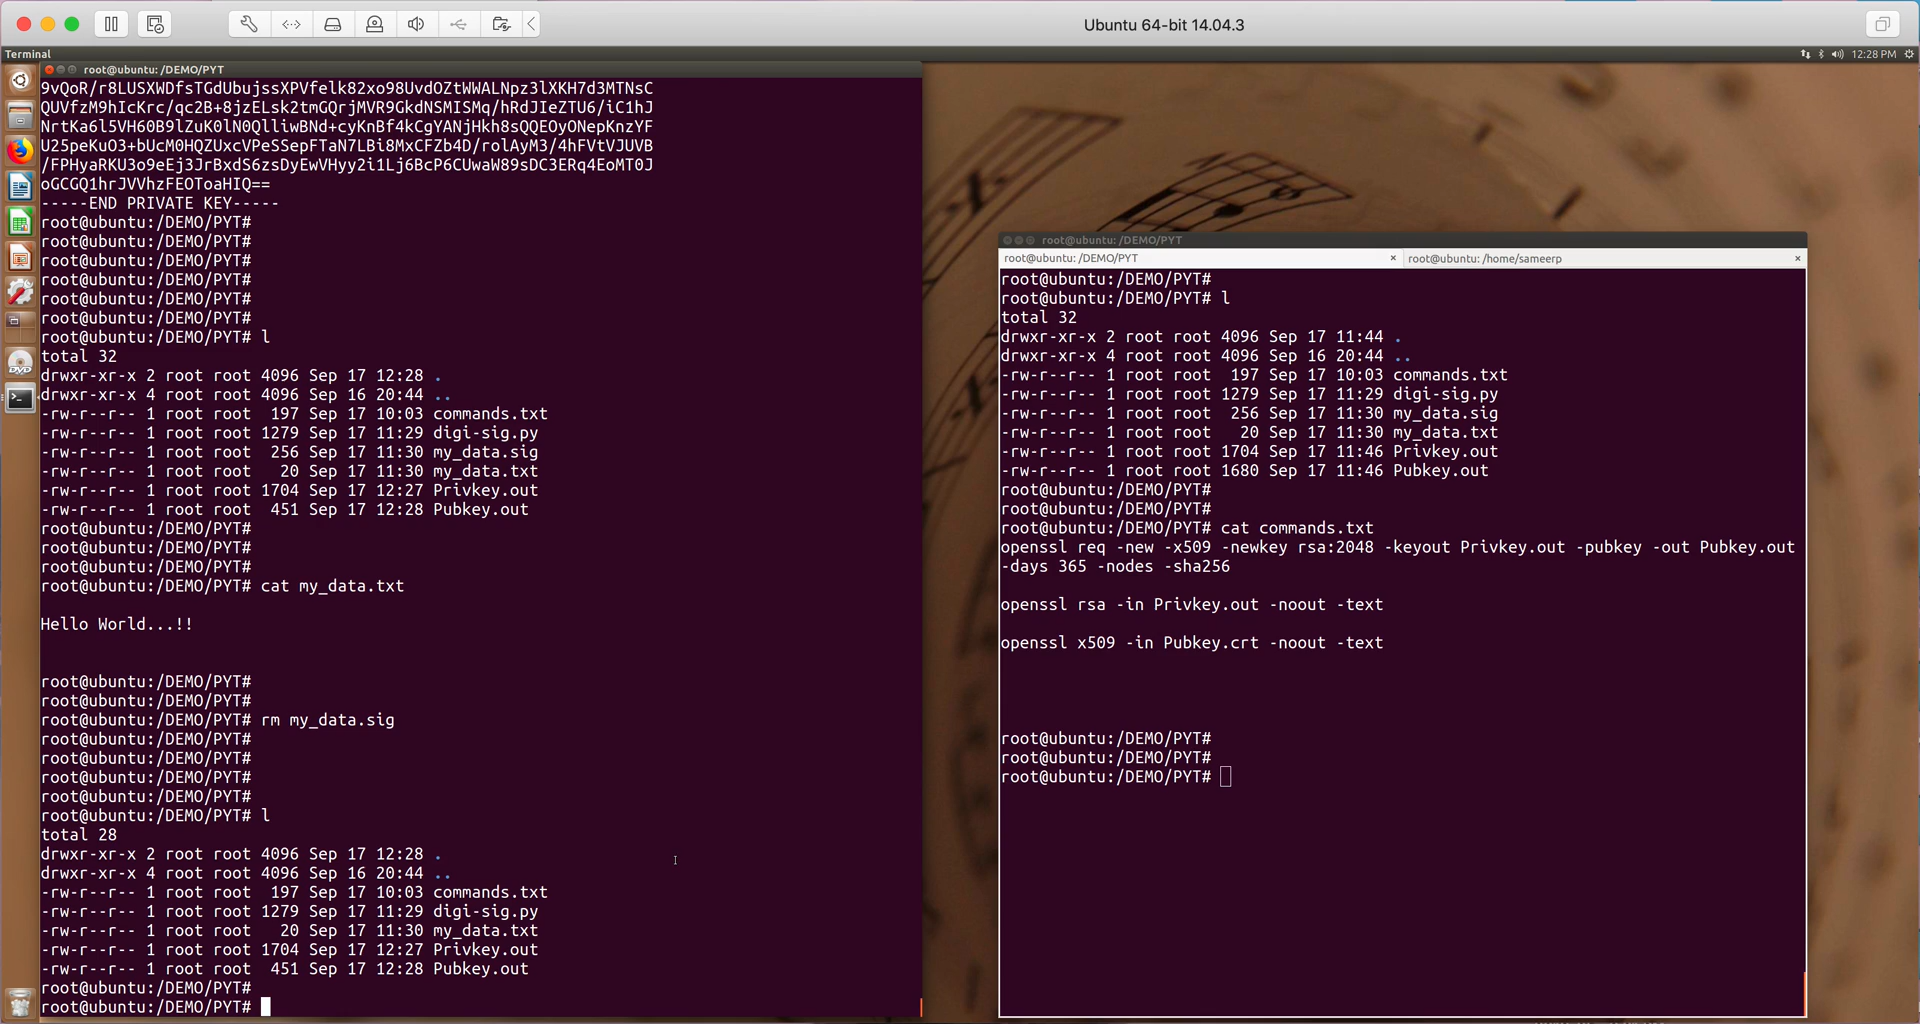 Ubuntu 64-bit 14.04.3
Terminal
12:28 PM
root@ubuntu: /DEMO/PYT
9vQoR/r8LUSXWDfsTGdUbujssXPVfelk82xo98UvdOZtWWALNpz3lXKH7d3MTNsC
QUVfzM9hIcKrc/qc2B+8jzELsk2tmGQrjMVR9GkdNSMISMq/hRdJIeZTU6/iC1hJ
NrtKa6l5VH60B9lZuK0lN0QlliwBNd+cyKnBf4kCgYANjHkh8sQQEOyONepKnzYF
U25peKuO3+bUcM0HQZUxcVPeSSepFTaN7LBi8MxCFZb4D/rolAyM3/4hFVtVJUVB
/FPHyaRKU3o9eEj3JrBxdS6zsDyEwVHyy2i1Lj6BcP6CUwaW89sDC3ERq4EoMT0J
oGCGQ1hrJVVhzFEOToaHIQ==
-----END PRIVATE KEY-----
root@ubuntu:/DEMO/PYT#
root@ubuntu:/DEMO/PYT#
root@ubuntu:/DEMO/PYT#
root@ubuntu:/DEMO/PYT#
root@ubuntu:/DEMO/PYT#
root@ubuntu:/DEMO/PYT#
root@ubuntu:/DEMO/PYT# l
total 32
drwxr-xr-x 2 root root 4096 Sep 17 12:28 .
drwxr-xr-x 4 root root 4096 Sep 16 20:44 ..
-rw-r--r-- 1 root root  197 Sep 17 10:03 commands.txt
-rw-r--r-- 1 root root 1279 Sep 17 11:29 digi-sig.py
-rw-r--r-- 1 root root  256 Sep 17 11:30 my_data.sig
-rw-r--r-- 1 root root   20 Sep 17 11:30 my_data.txt
-rw-r--r-- 1 root root 1704 Sep 17 12:27 Privkey.out
-rw-r--r-- 1 root root  451 Sep 17 12:28 Pubkey.out
root@ubuntu:/DEMO/PYT#
root@ubuntu:/DEMO/PYT#
root@ubuntu:/DEMO/PYT#
root@ubuntu:/DEMO/PYT# cat my_data.txt
Hello World...!!
root@ubuntu:/DEMO/PYT#
root@ubuntu:/DEMO/PYT#
root@ubuntu:/DEMO/PYT# rm my_data.sig
root@ubuntu:/DEMO/PYT#
root@ubuntu:/DEMO/PYT#
root@ubuntu:/DEMO/PYT#
root@ubuntu:/DEMO/PYT#
root@ubuntu:/DEMO/PYT# l
total 28
drwxr-xr-x 2 root root 4096 Sep 17 12:28 .
drwxr-xr-x 4 root root 4096 Sep 16 20:44 ..
-rw-r--r-- 1 root root  197 Sep 17 10:03 commands.txt
-rw-r--r-- 1 root root 1279 Sep 17 11:29 digi-sig.py
-rw-r--r-- 1 root root   20 Sep 17 11:30 my_data.txt
-rw-r--r-- 1 root root 1704 Sep 17 12:27 Privkey.out
-rw-r--r-- 1 root root  451 Sep 17 12:28 Pubkey.out
root@ubuntu:/DEMO/PYT#
root@ubuntu:/DEMO/PYT#
root@ubuntu: /DEMO/PYT
root@ubuntu: /DEMO/PYT × root@ubuntu: /home/sameerp ×
root@ubuntu:/DEMO/PYT#
root@ubuntu:/DEMO/PYT# l
total 32
drwxr-xr-x 2 root root 4096 Sep 17 11:44 .
drwxr-xr-x 4 root root 4096 Sep 16 20:44 ..
-rw-r--r-- 1 root root  197 Sep 17 10:03 commands.txt
-rw-r--r-- 1 root root 1279 Sep 17 11:29 digi-sig.py
-rw-r--r-- 1 root root  256 Sep 17 11:30 my_data.sig
-rw-r--r-- 1 root root   20 Sep 17 11:30 my_data.txt
-rw-r--r-- 1 root root 1704 Sep 17 11:46 Privkey.out
-rw-r--r-- 1 root root 1680 Sep 17 11:46 Pubkey.out
root@ubuntu:/DEMO/PYT#
root@ubuntu:/DEMO/PYT#
root@ubuntu:/DEMO/PYT# cat commands.txt
openssl req -new -x509 -newkey rsa:2048 -keyout Privkey.out -pubkey -out Pubkey.out
-days 365 -nodes -sha256
openssl rsa -in Privkey.out -noout -text
openssl x509 -in Pubkey.crt -noout -text
root@ubuntu:/DEMO/PYT#
root@ubuntu:/DEMO/PYT#
root@ubuntu:/DEMO/PYT#